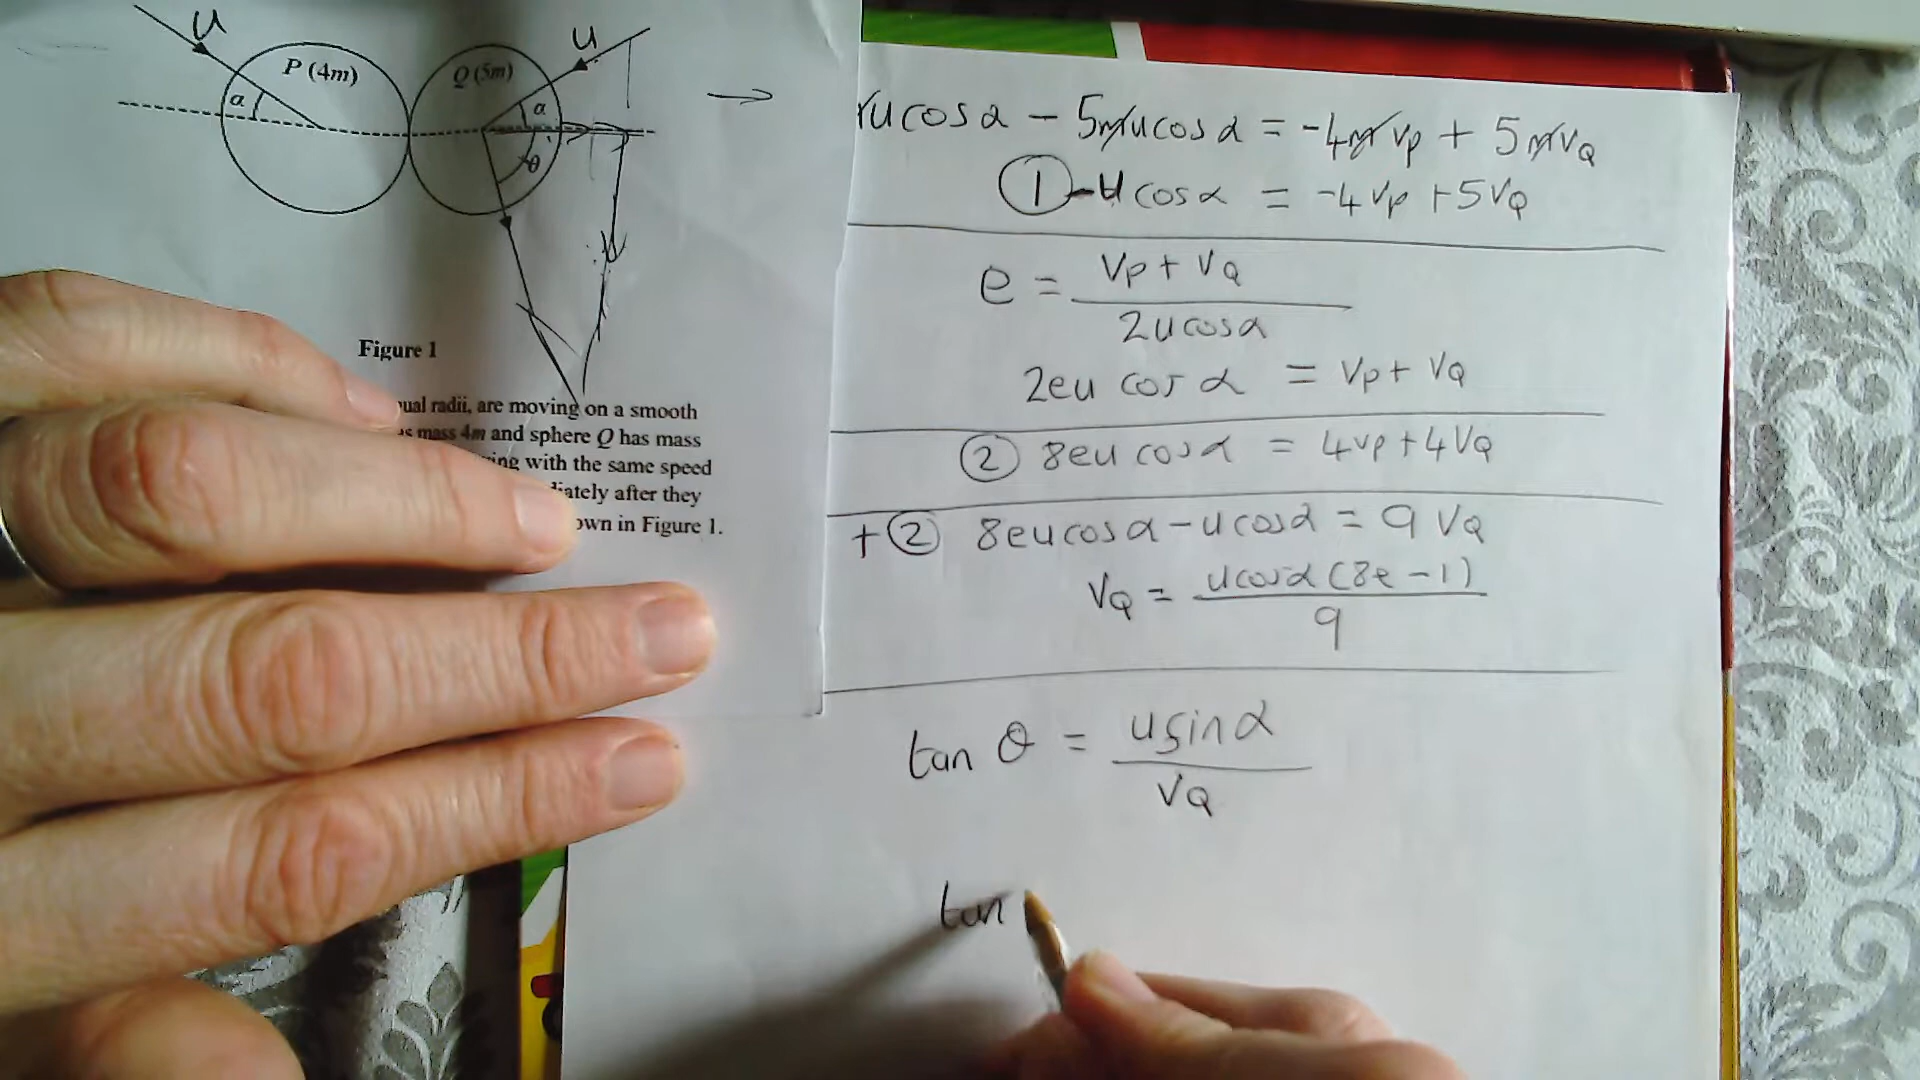 u
u
P (4m)
Q (5m)
α
α
θ
Figure 1
ual radii, are moving on a smooth
s mass 4m and sphere Q has mass
ing with the same speed
iately after they
own in Figure 1.
→
ucosα - 5mucosα = -4mvp + 5mvQ
① -ucosα = -4vp + 5vQ
e = vp + vQ / 2ucosα
2eu cosα = vp + vQ
② 8eu cosα = 4vp + 4vQ
+ ② 8eucosα - ucosα = 9vQ
vQ = ucosα(8e - 1) / 9
tan θ = usinα / vQ
tan